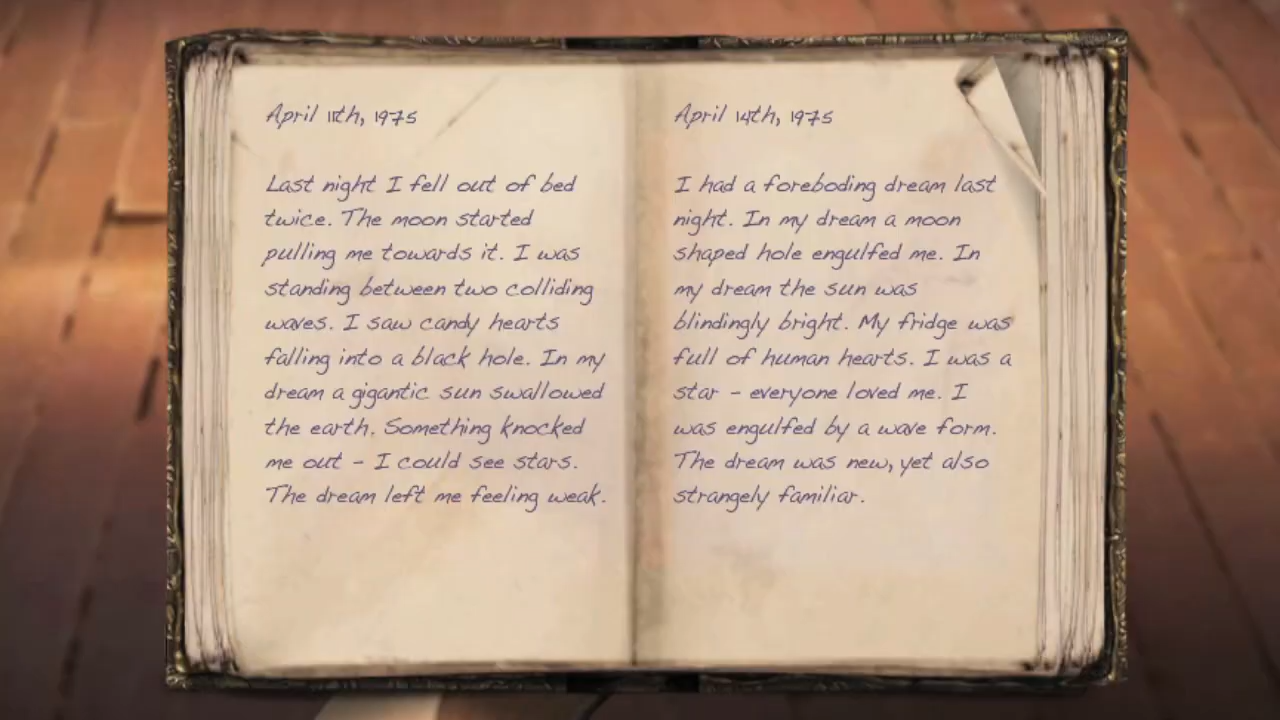 April 11th, 1975
Last night I fell out of bed
twice. The moon started
pulling me towards it. I was
standing between two colliding
waves. I saw candy hearts
falling into a black hole. In my
dream a gigantic sun swallowed
the earth. Something knocked
me out - I could see stars.
The dream left me feeling weak.
April 14th, 1975
I had a foreboding dream last
night. In my dream a moon
shaped hole engulfed me. In
my dream the sun was
blindingly bright. My fridge was
full of human hearts. I was a
star - everyone loved me. I
was engulfed by a wave form.
The dream was new, yet also
strangely familiar.